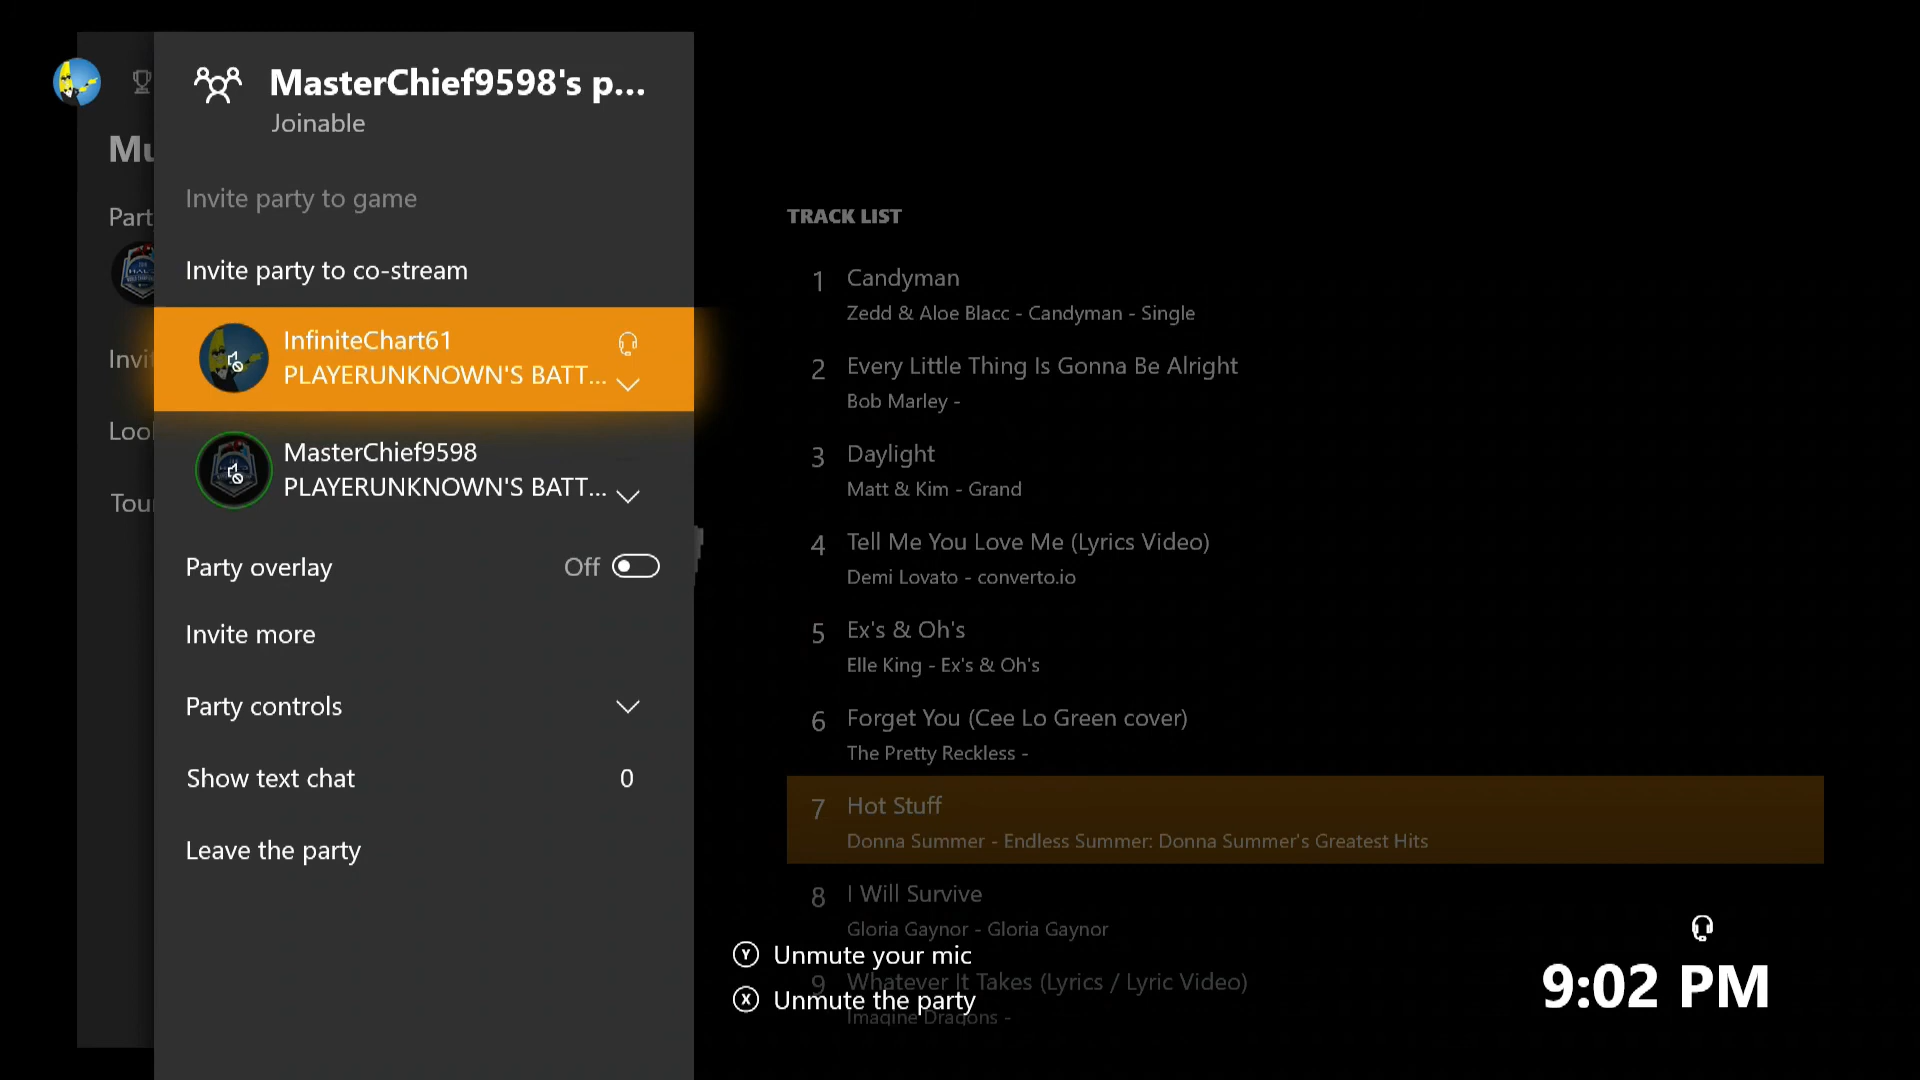 MasterChief9598's p...
Joinable
Mu
Invite party to game
Part
Invite party to co-stream
InfiniteChart61
PLAYERUNKNOWN'S BATT...
Invi
MasterChief9598
PLAYERUNKNOWN'S BATT...
Loo
Tour
Party overlay Off
Invite more
Party controls
Show text chat 0
Leave the party
TRACK LIST
1 Candyman
Zedd & Aloe Blacc - Candyman - Single
2 Every Little Thing Is Gonna Be Alright
Bob Marley -
3 Daylight
Matt & Kim - Grand
4 Tell Me You Love Me (Lyrics Video)
Demi Lovato - converto.io
5 Ex's & Oh's
Elle King - Ex's & Oh's
6 Forget You (Cee Lo Green cover)
The Pretty Reckless -
7 Hot Stuff
Donna Summer - Endless Summer: Donna Summer's Greatest Hits
8 I Will Survive
Gloria Gaynor - Gloria Gaynor
Y Unmute your mic
9 Whatever It Takes (Lyrics / Lyric Video)
X Unmute the party
Imagine Dragons -
9:02 PM